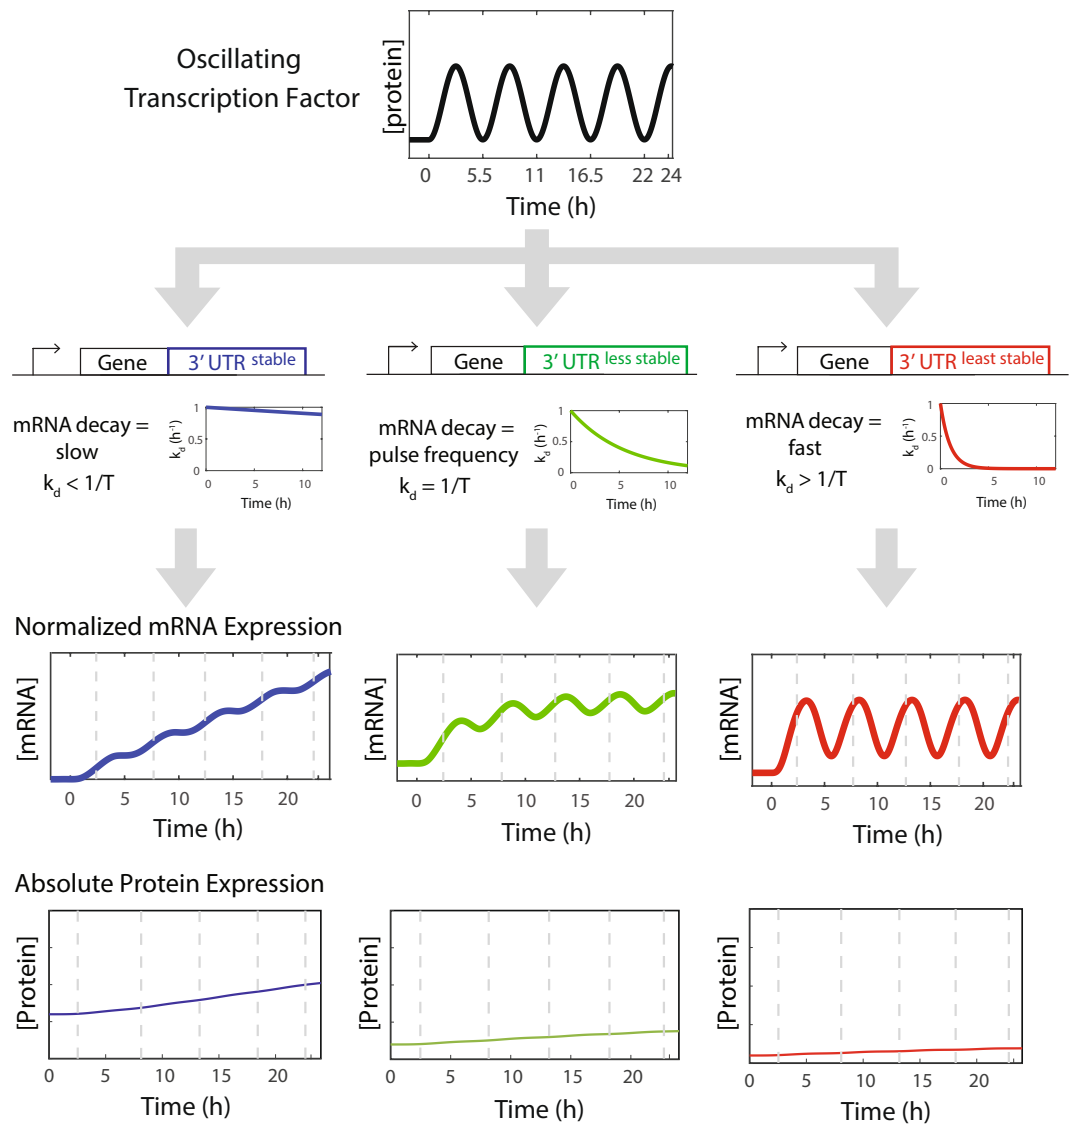 Oscillating
Transcription Factor
[protein]
0 5.5 11 16.5 22 24
Time (h)
Gene 3' UTR stable
Gene 3' UTR less stable
Gene 3' UTR least stable
mRNA decay =
slow
k_d < 1/T
k_d (h⁻¹)
1
0.5
0
0 5 10
Time (h)
mRNA decay =
pulse frequency
k_d = 1/T
k_d (h⁻¹)
1
0.5
0
0 5 10
Time (h)
mRNA decay =
fast
k_d > 1/T
k_d (h⁻¹)
1
0.5
0
0 5 10
Time (h)
Normalized mRNA Expression
[mRNA]
0 5 10 15 20
Time (h)
[mRNA]
0 5 10 15 20
Time (h)
[mRNA]
0 5 10 15 20
Time (h)
Absolute Protein Expression
[Protein]
0 5 10 15 20
Time (h)
[Protein]
0 5 10 15 20
Time (h)
[Protein]
0 5 10 15 20
Time (h)